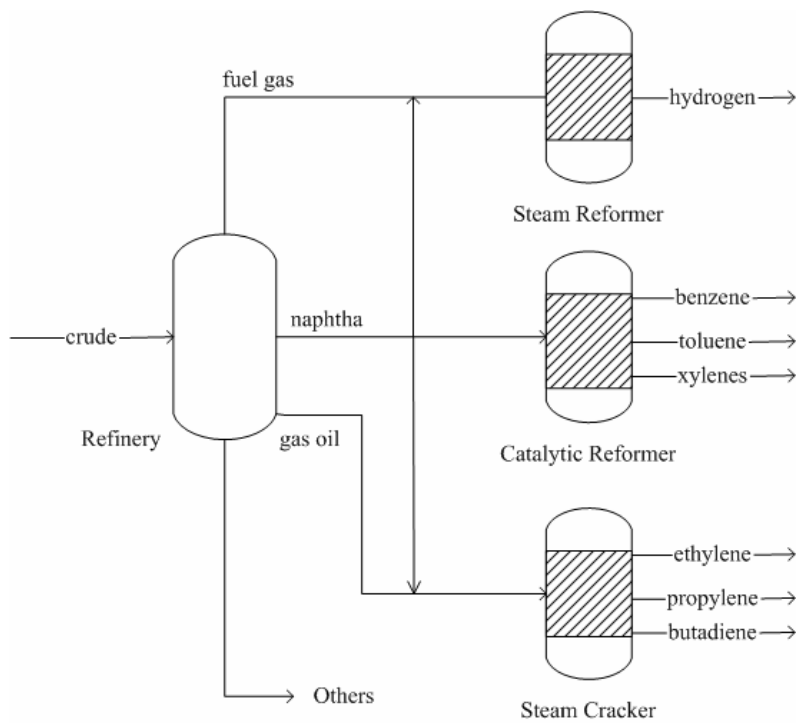 fuel gas
hydrogen
Steam Reformer
crude
naphtha
benzene
toluene
xylenes
Refinery
gas oil
Catalytic Reformer
ethylene
propylene
butadiene
Others
Steam Cracker